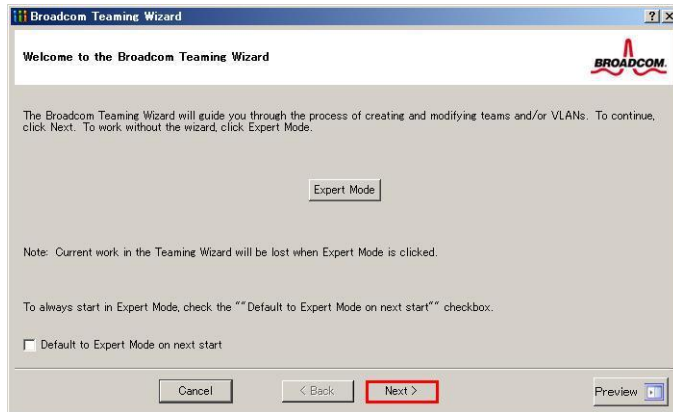 Broadcom Teaming Wizard
Welcome to the Broadcom Teaming Wizard
BROADCOM.
The Broadcom Teaming Wizard will guide you through the process of creating and modifying teams and/or VLANs. To continue,
click Next. To work without the wizard, click Expert Mode.
Expert Mode
Note: Current work in the Teaming Wizard will be lost when Expert Mode is clicked.
To always start in Expert Mode, check the ""Default to Expert Mode on next start"" checkbox.
Default to Expert Mode on next start
Cancel < Back Next > Preview